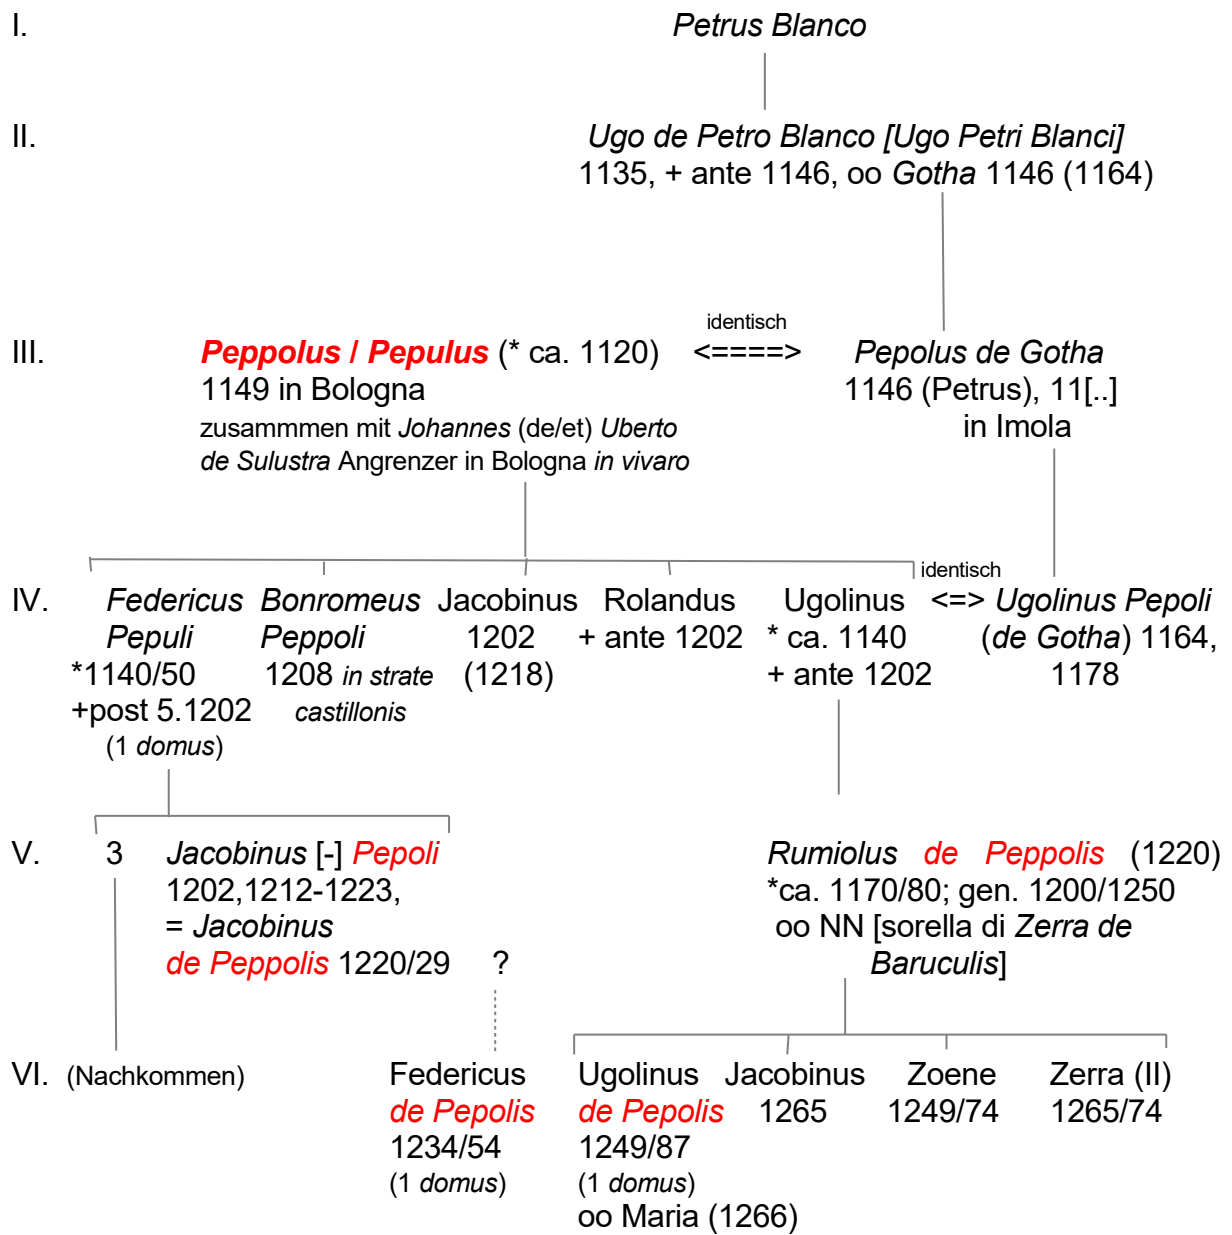 I. Petrus Blanco
II. Ugo de Petro Blanco [Ugo Petri Blanci]
1135, + ante 1146, oo Gotha 1146 (1164)
identisch
III. Peppolus / Pepulus (* ca. 1120) <====> Pepolus de Gotha
1149 in Bologna 1146 (Petrus), 11[..]
zusammmen mit Johannes (de/et) Uberto in Imola
de Sulustra Angrenzer in Bologna in vivaro
identisch
IV. Federicus Bonromeus Jacobinus Rolandus Ugolinus <=> Ugolinus Pepoli
Pepuli Peppoli 1202 + ante 1202 * ca. 1140 (de Gotha) 1164,
*1140/50 1208 in strate (1218) + ante 1202 1178
+post 5.1202 castillonis
(1 domus)
V. 3 Jacobinus [-] Pepoli Rumiolus de Peppolis (1220)
1202,1212-1223, *ca. 1170/80; gen. 1200/1250
= Jacobinus oo NN [sorella di Zerra de
de Peppolis 1220/29 ? Baruculis]
VI. (Nachkommen) Federicus Ugolinus Jacobinus Zoene Zerra (II)
de Pepolis de Pepolis 1265 1249/74 1265/74
1234/54 1249/87
(1 domus) (1 domus)
oo Maria (1266)